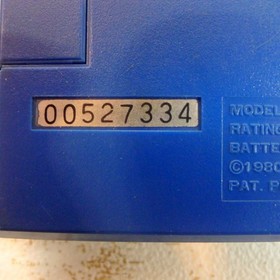 00527334
MODEL
RATING
BATTE
©1980
PAT. P